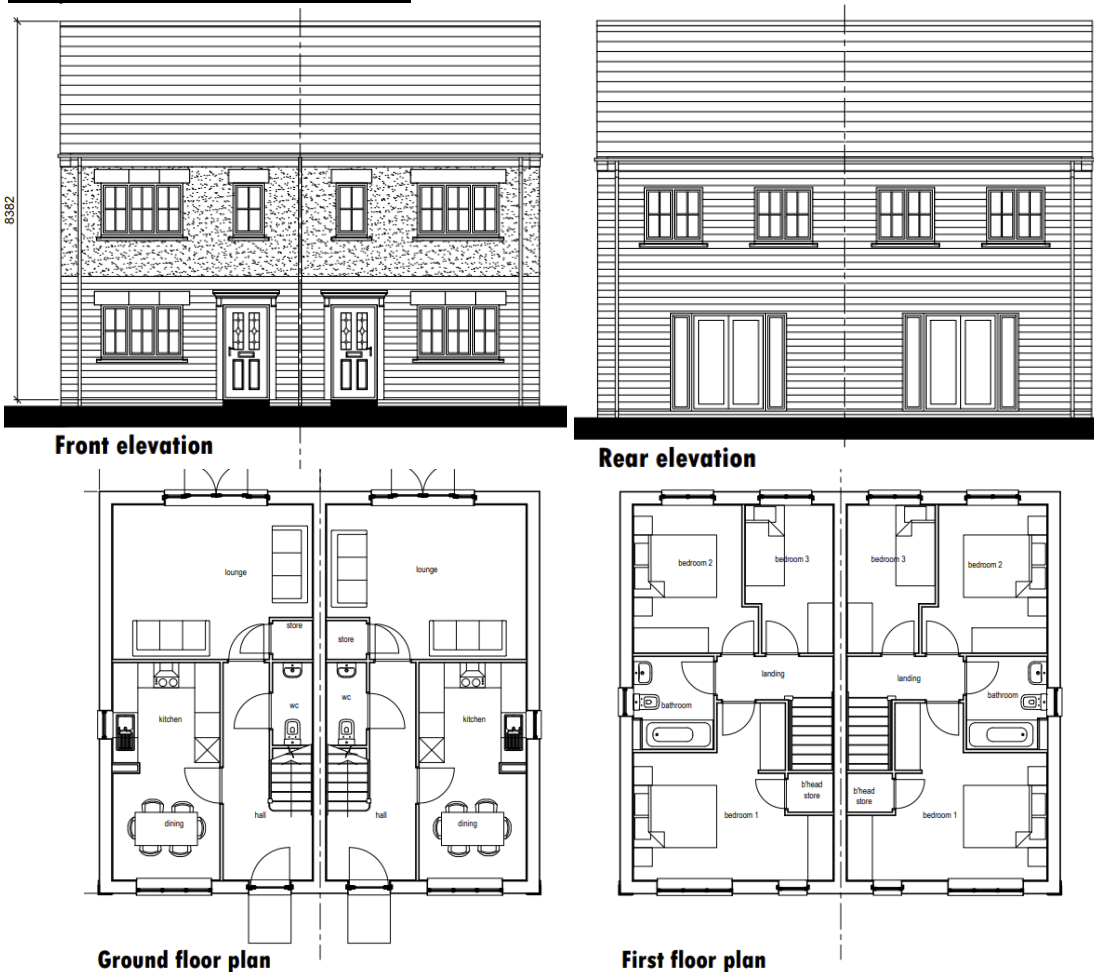 8382
Front elevation
Rear elevation
lounge
lounge
store
store
kitchen
wc
wc
kitchen
dining
hall
hall
dining
Ground floor plan
bedroom 2
bedroom 3
bedroom 3
bedroom 2
landing
landing
bathroom
bathroom
b'head
store
b'head
store
bedroom 1
bedroom 1
First floor plan